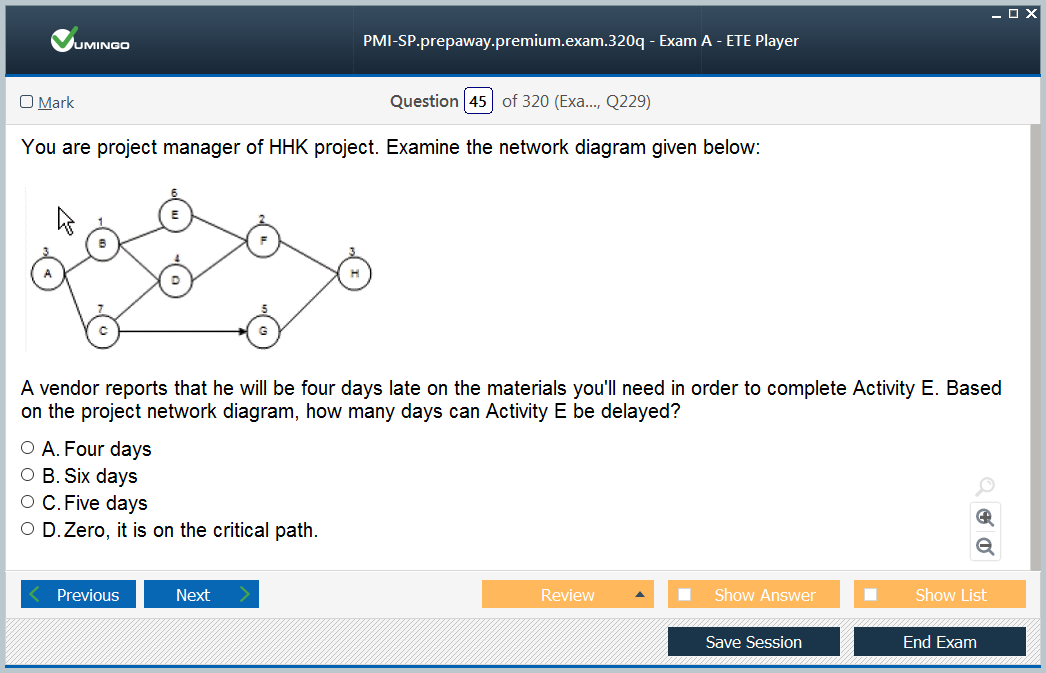 VUMINGO
PMI-SP.prepaway.premium.exam.320q - Exam A - ETE Player
Mark
Question 45 of 320 (Exa..., Q229)
You are project manager of HHK project. Examine the network diagram given below:
6
E
1
B
2
F
3
A
4
D
3
H
7
C
5
G
A vendor reports that he will be four days late on the materials you'll need in order to complete Activity E. Based
on the project network diagram, how many days can Activity E be delayed?
A. Four days
B. Six days
C. Five days
D. Zero, it is on the critical path.
Previous
Next
Review
Show Answer
Show List
Save Session
End Exam